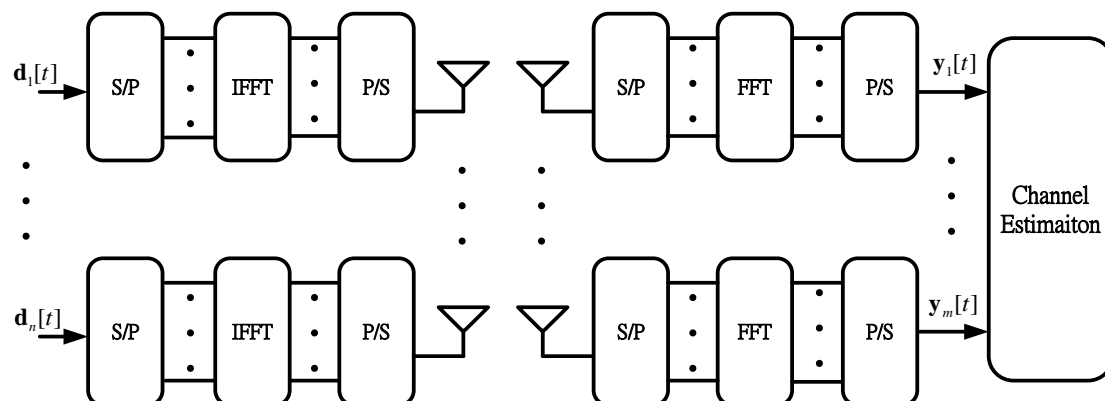 d₁[t] S/P IFFT P/S S/P FFT P/S y₁[t]
Channel
Estimaiton
dₙ[t] S/P IFFT P/S S/P FFT P/S yₘ[t]